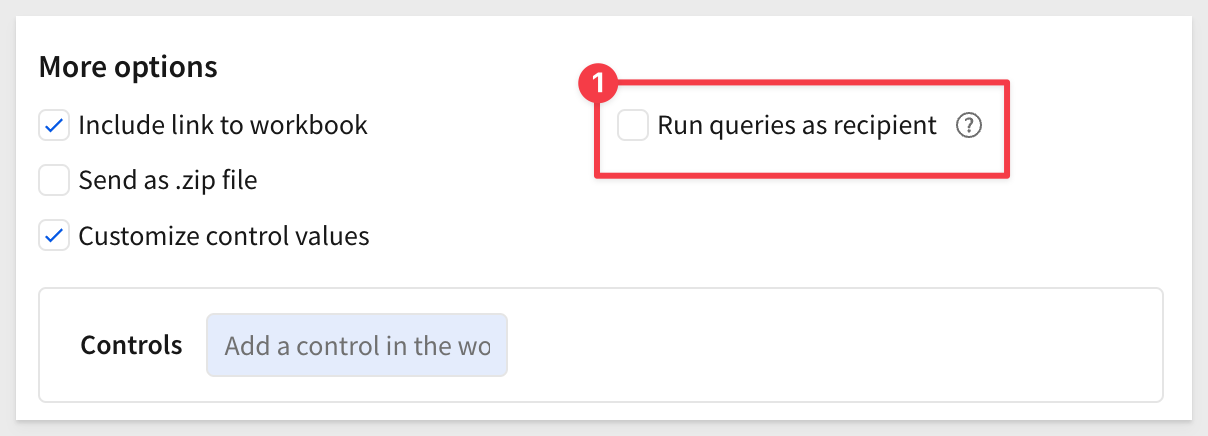 More options
1
Include link to workbook
Run queries as recipient ?
Send as .zip file
Customize control values
Controls Add a control in the wo